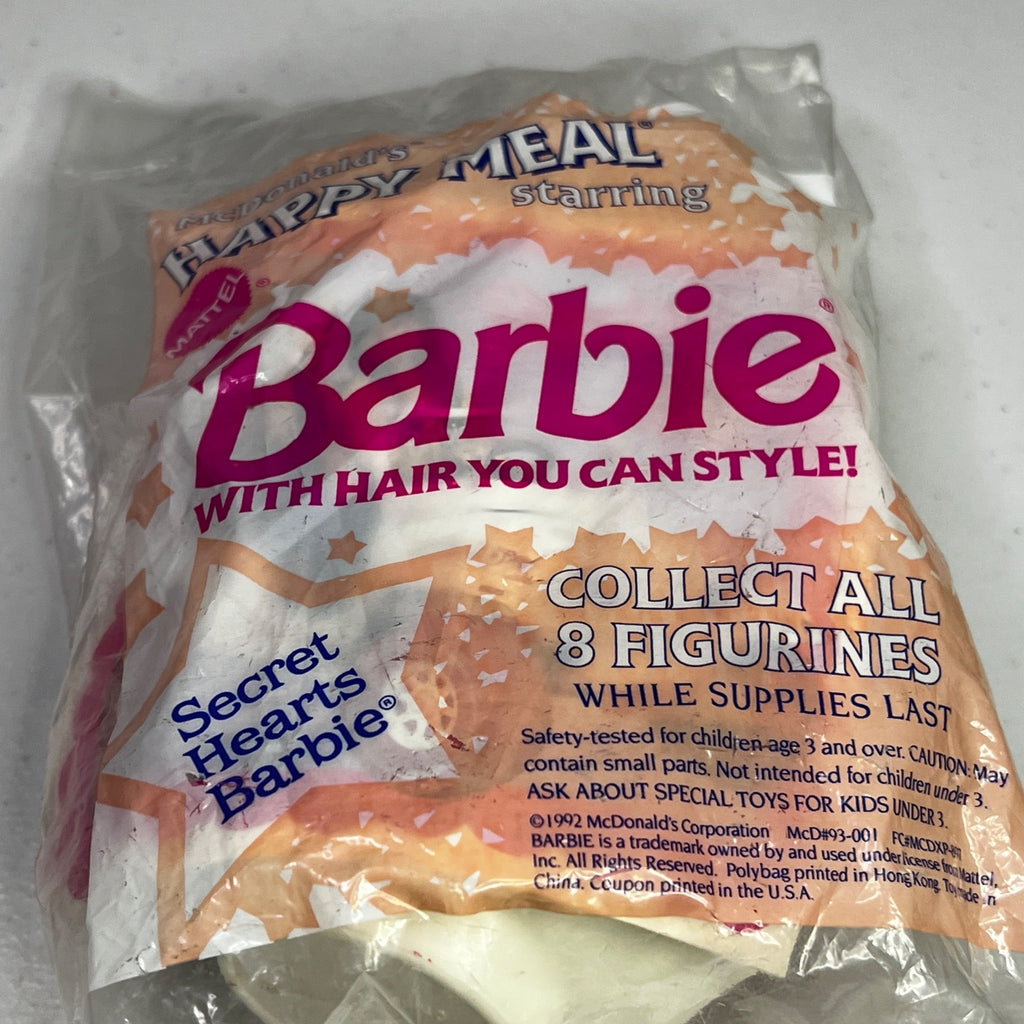 McDonald's™
HAPPY MEAL®
starring
MATTEL®
Barbie®
WITH HAIR YOU CAN STYLE!
COLLECT ALL
8 FIGURINES
WHILE SUPPLIES LAST
Secret
Hearts
Barbie®
Safety-tested for children age 3 and over. CAUTION: May
contain small parts. Not intended for children under 3.
ASK ABOUT SPECIAL TOYS FOR KIDS UNDER 3.
©1992 McDonald's Corporation McD#93-001
BARBIE is a trademark owned by and used under license from Mattel,
Inc. All Rights Reserved. Polybag printed in Hong Kong. Toy made in
China. Coupon printed in the U.S.A.